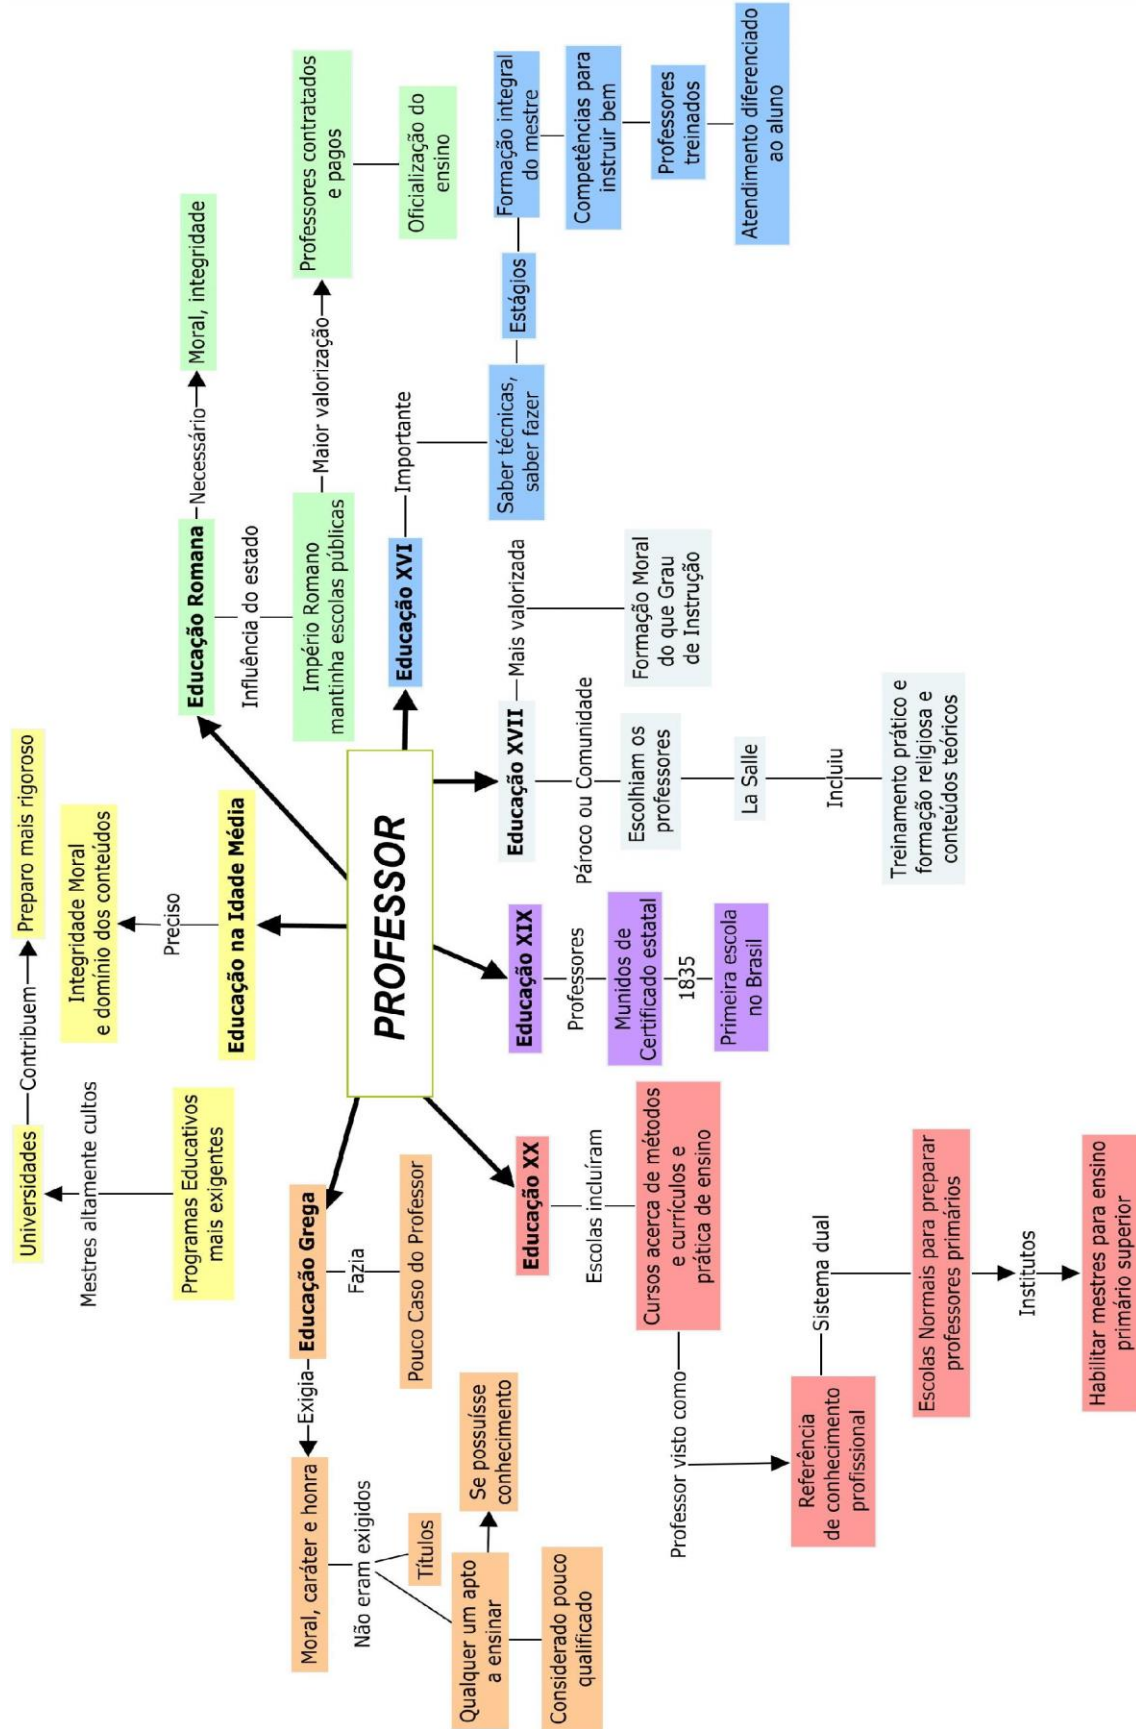 Universidades
Contribuem
Preparo mais rigoroso
Mestres altamente cultos
Programas Educativos
mais exigentes
Integridade Moral
e domínio dos conteúdos
Preciso
Educação na Idade Média
Educação Romana
Necessário
Moral, integridade
Influência do estado
Império Romano
mantinha escolas públicas
Maior valorização
Professores contratados
e pagos
Oficialização do
ensino
Educação Grega
Exigia
Moral, caráter e honra
Não eram exigidos
Títulos
Qualquer um apto
a ensinar
Se possuísse
conhecimento
Considerado pouco
qualificado
Fazia
Pouco Caso do Professor
PROFESSOR
Educação XVI
Importante
Saber técnicas,
saber fazer
Estágios
Formação integral
do mestre
Competências para
instruir bem
Professores
treinados
Atendimento diferenciado
ao aluno
Educação XVII
Mais valorizada
Formação Moral
do que Grau
de Instrução
Pároco ou Comunidade
Escolhiam os
professores
La Salle
Incluiu
Treinamento prático e
formação religiosa e
conteúdos teóricos
Educação XIX
Professores
Munidos de
Certificado estatal
1835
Primeira escola
no Brasil
Educação XX
Escolas incluíram
Cursos acerca de métodos
e currículos e
prática de ensino
Professor visto como
Referência
de conhecimento
profissional
Sistema dual
Escolas Normais para preparar
professores primários
Institutos
Habilitar mestres para ensino
primário superior